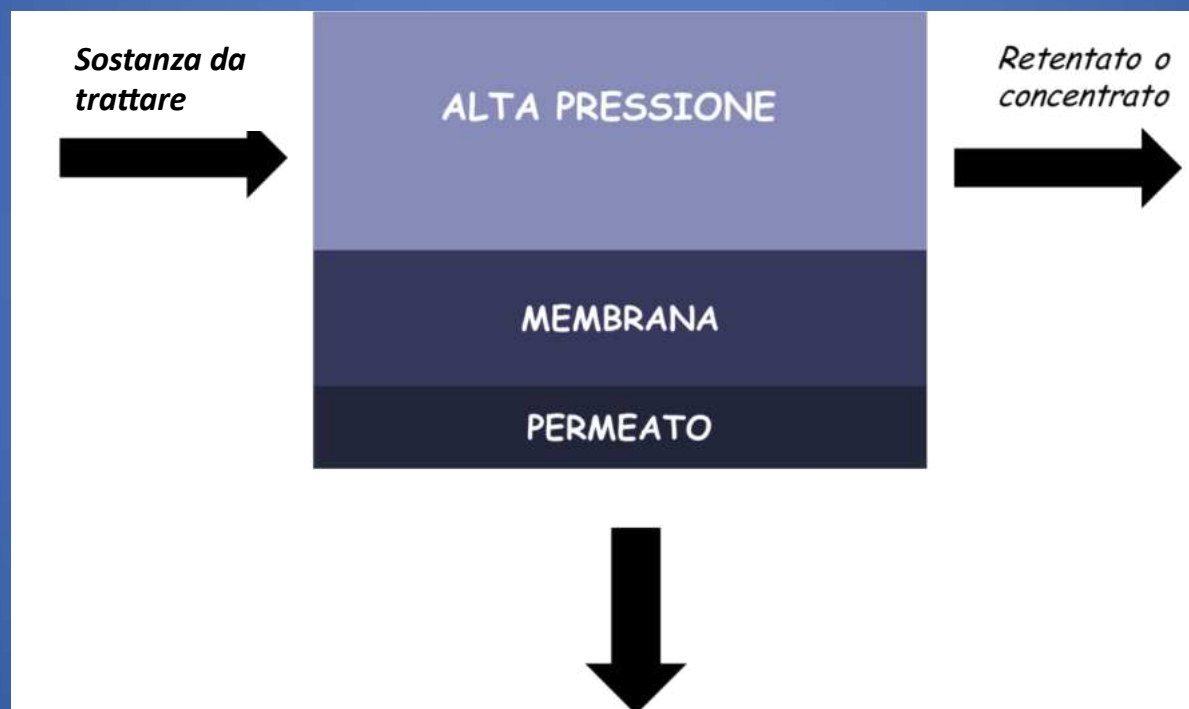 Sostanza da
trattare
ALTA PRESSIONE
Retentato o
concentrato
MEMBRANA
PERMEATO